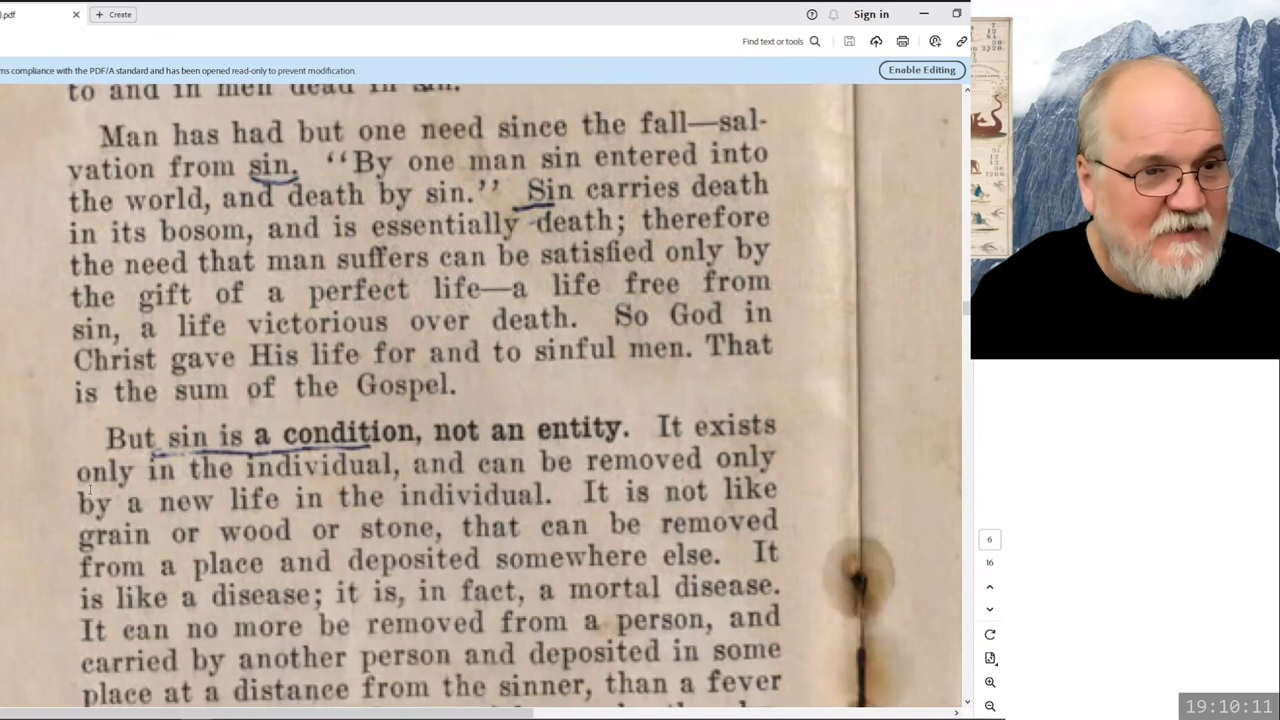 ).pdf
Create
Sign in
Find text or tools
ms compliance with the PDF/A standard and has been opened read-only to prevent modification.
Enable Editing
to and in men dead in sin.
Man has had but one need since the fall—sal-
vation from sin. “By one man sin entered into
the world, and death by sin.” Sin carries death
in its bosom, and is essentially death; therefore
the need that man suffers can be satisfied only by
the gift of a perfect life—a life free from
sin, a life victorious over death. So God in
Christ gave His life for and to sinful men. That
is the sum of the Gospel.
But sin is a condition, not an entity. It exists
only in the individual, and can be removed only
by a new life in the individual. It is not like
grain or wood or stone, that can be removed
from a place and deposited somewhere else. It
is like a disease; it is, in fact, a mortal disease.
It can no more be removed from a person, and
carried by another person and deposited in some
place at a distance from the sinner, than a fever
6
16
19:10:11